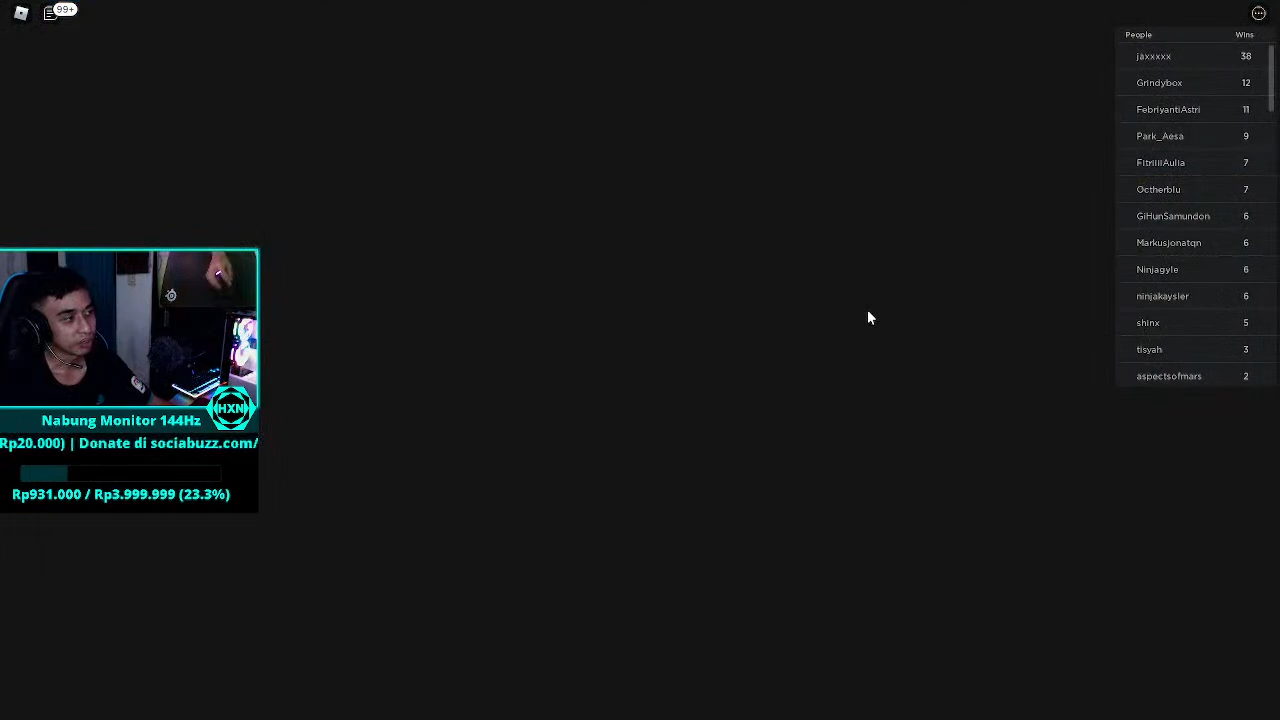 99+
People Wins
jaxxxxx 38
Grindybox 12
FebriyantiAstri 11
Park_Aesa 9
FitriiiiAulia 7
Octherblu 7
GiHunSamundon 6
Markusjonatqn 6
Ninjagyle 6
ninjakaysler 6
shinx 5
tisyah 3
aspectsofmars 2
HXN
Nabung Monitor 144Hz
Rp20.000) | Donate di sociabuzz.com/
Rp931.000 / Rp3.999.999 (23.3%)